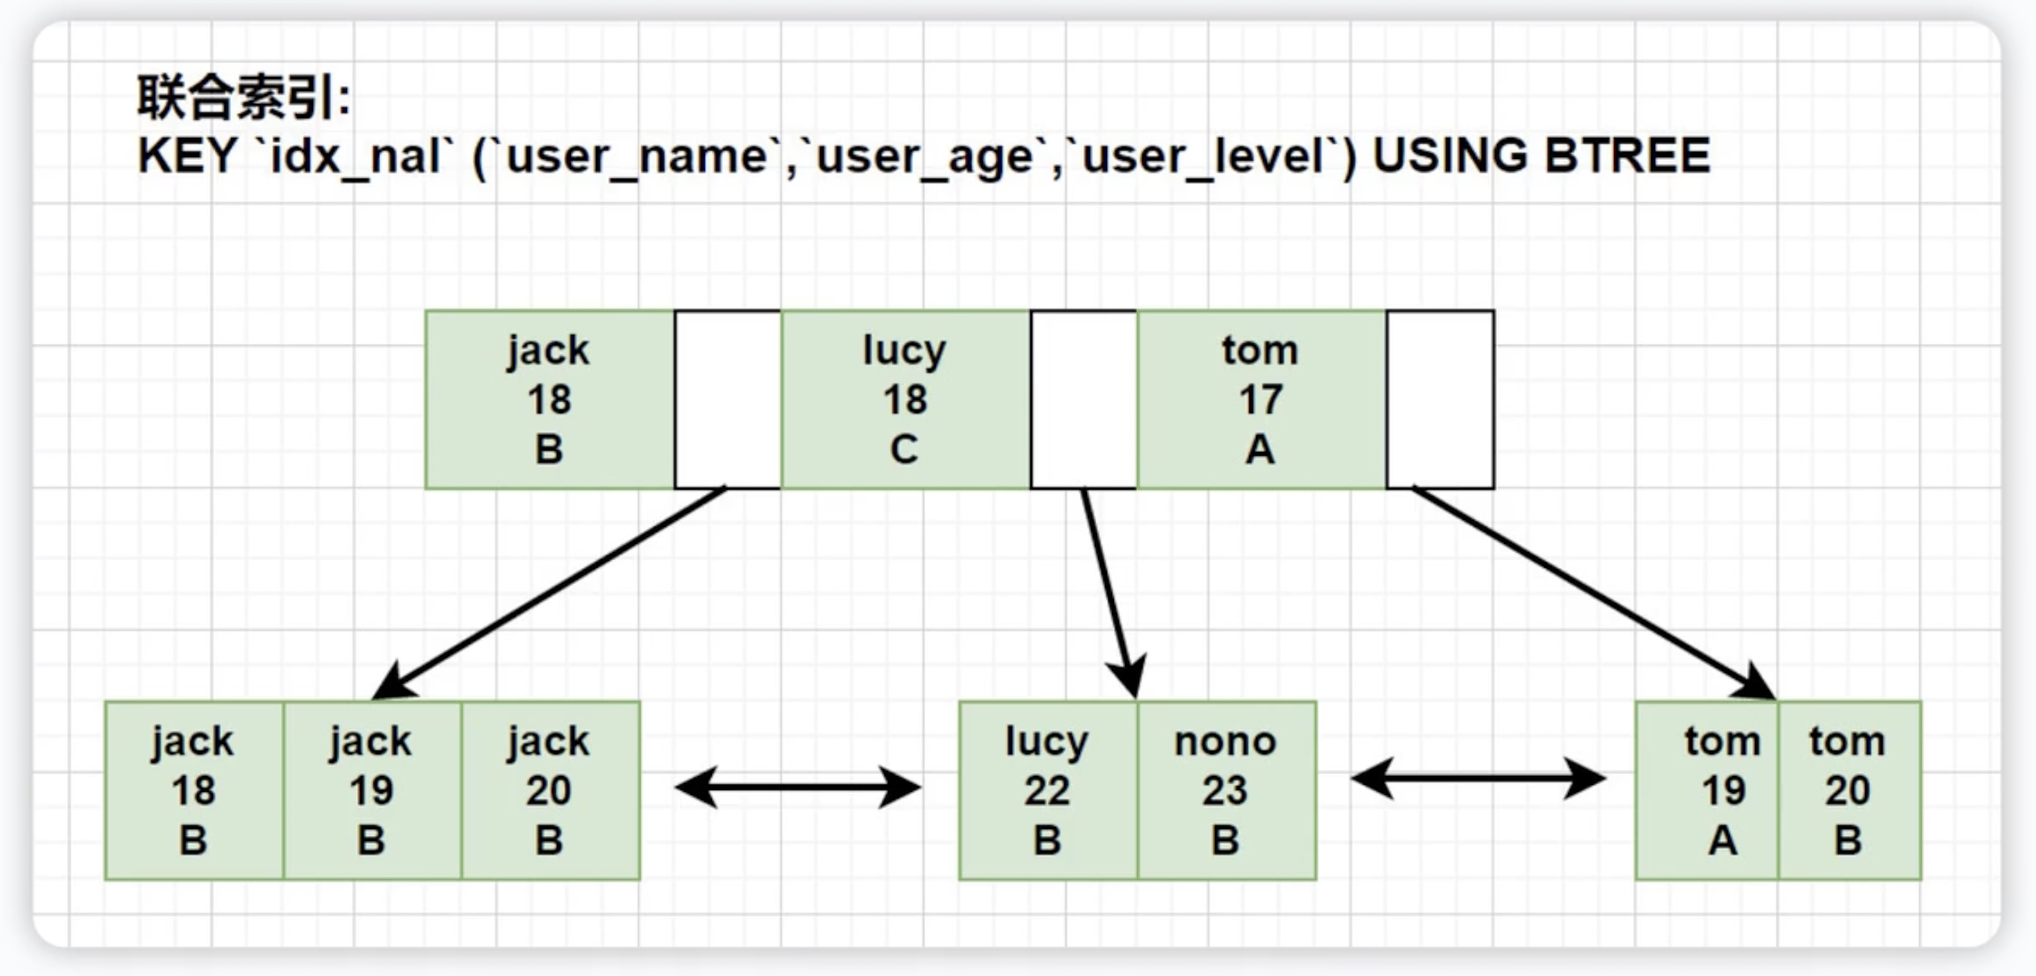 联合索引:
KEY `idx_nal` (`user_name`,`user_age`,`user_level`) USING BTREE
jack
18
B
lucy
18
C
tom
17
A
jack
18
B
jack
19
B
jack
20
B
lucy
22
B
nono
23
B
tom
19
A
tom
20
B